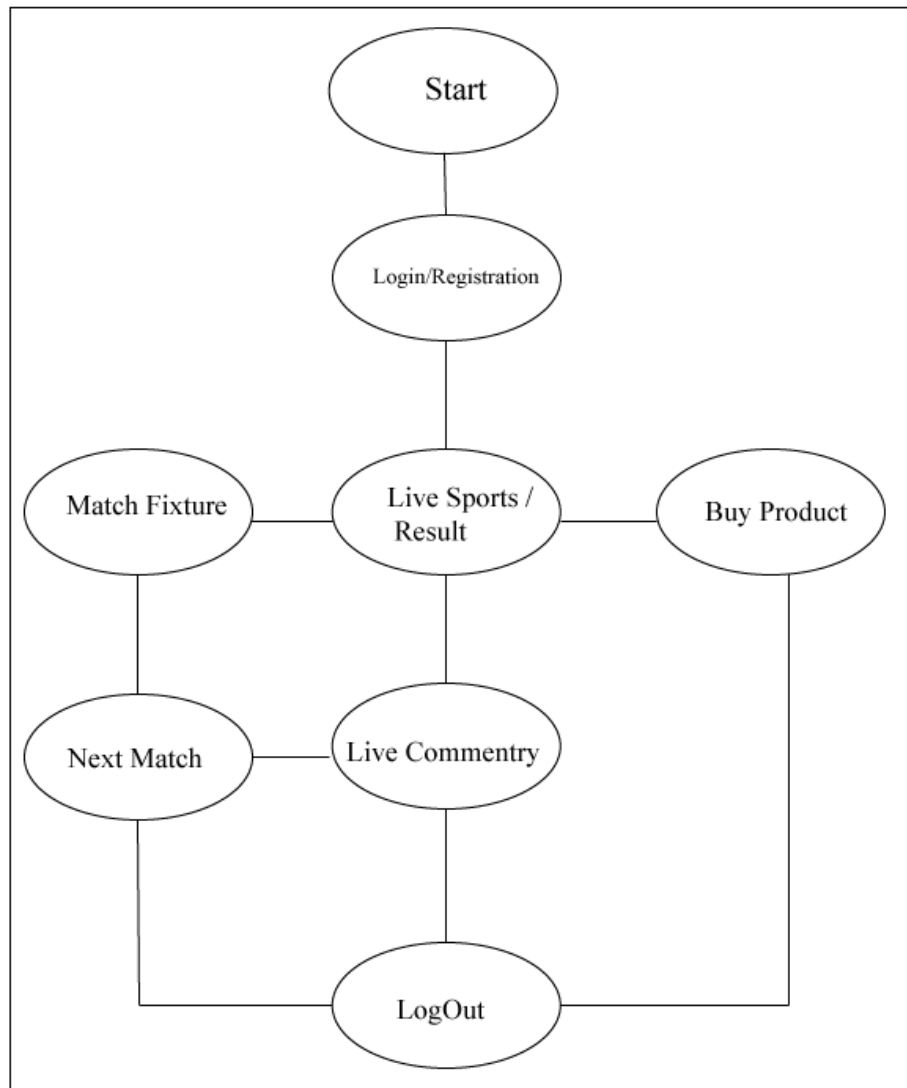 Start
Login/Registration
Match Fixture
Live Sports /
Result
Buy Product
Next Match
Live Commentry
LogOut